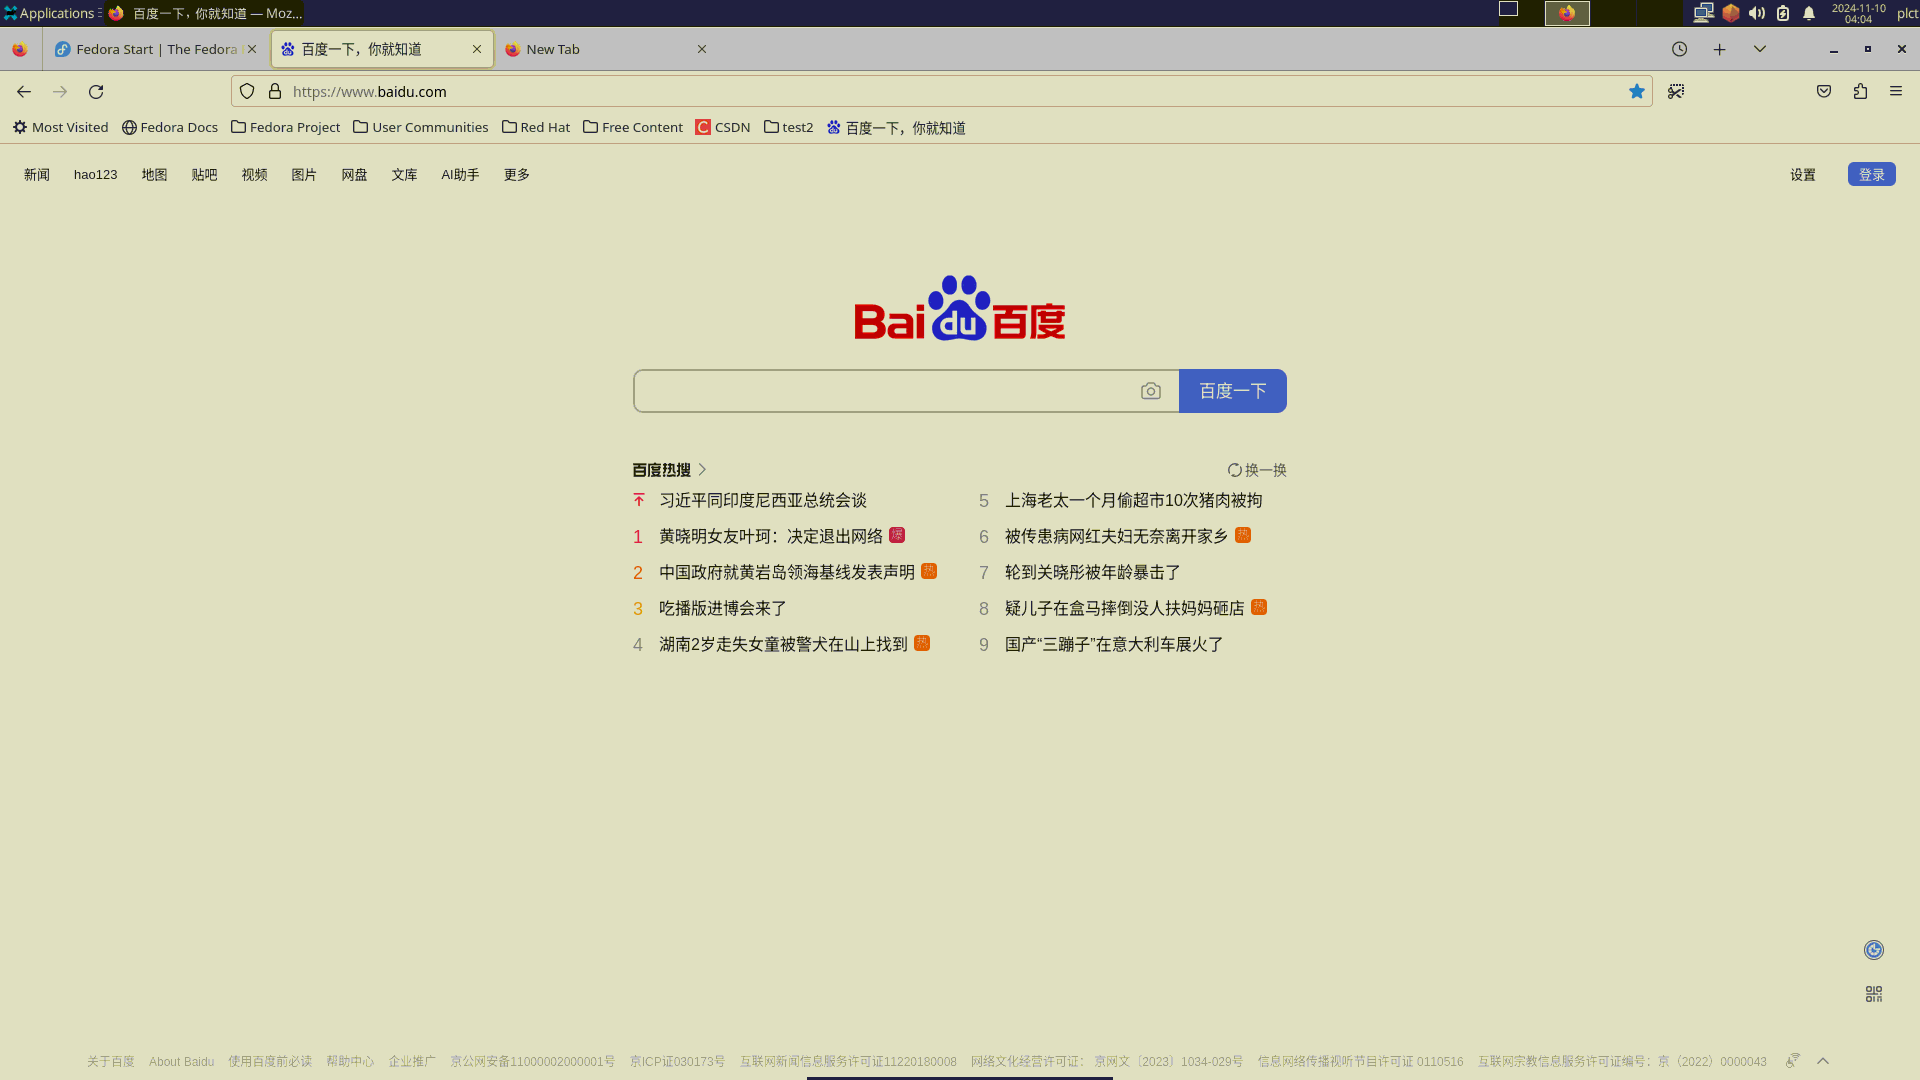 Applications 百度一下，你就知道 — Moz... 2024-11-10 plct
04:04
Fedora Start | The Fedora 百度一下，你就知道 New Tab
https://www.baidu.com
Most Visited Fedora Docs Fedora Project User Communities Red Hat Free Content CSDN test2 百度一下，你就知道
新闻 hao123 地图 贴吧 视频 图片 网盘 文库 AI助手 更多 设置 登录
Bai du 百度
百度一下
百度热搜 换一换
习近平同印度尼西亚总统会谈
1 黄晓明女友叶珂：决定退出网络 爆
2 中国政府就黄岩岛领海基线发表声明 热
3 吃播版进博会来了
4 湖南2岁走失女童被警犬在山上找到 热
5 上海老太一个月偷超市10次猪肉被拘
6 被传患病网红夫妇无奈离开家乡 热
7 轮到关晓彤被年龄暴击了
8 疑儿子在盒马摔倒没人扶妈妈砸店 热
9 国产“三蹦子”在意大利车展火了
关于百度 About Baidu 使用百度前必读 帮助中心 企业推广 京公网安备11000002000001号 京ICP证030173号 互联网新闻信息服务许可证11220180008 网络文化经营许可证： 京网文〔2023〕1034-029号 信息网络传播视听节目许可证 0110516 互联网宗教信息服务许可证编号：京（2022）0000043